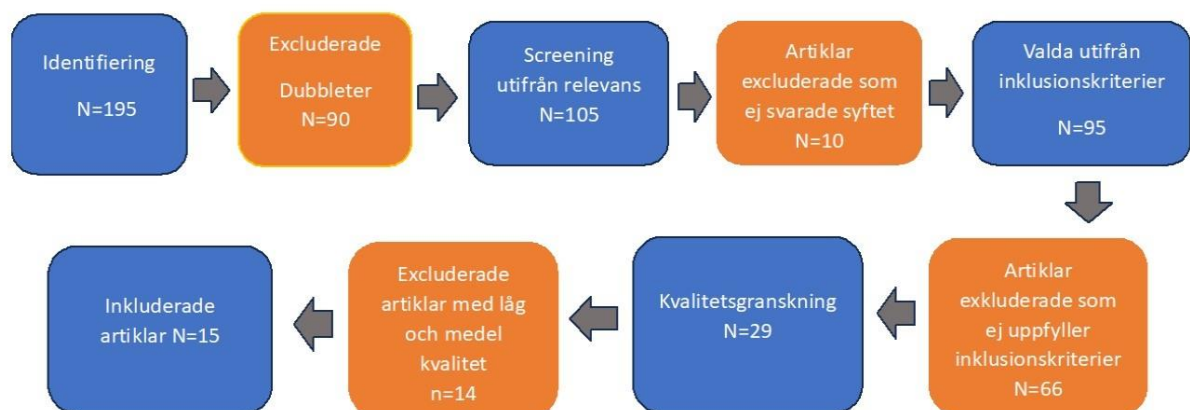 Identifiering
N=195
Excluderade
Dubbleter
N=90
Screening
utifrån relevans
N=105
Artiklar
excluderade som
ej svarade syftet
N=10
Valda utifrån
inklusionskriterier
N=95
Artiklar
exkluderade som
ej uppfyller
inklusionskriterier
N=66
Kvalitetsgranskning
N=29
Excluderade
artiklar med låg
och medel
kvalitet
n=14
Inkluderade
artiklar N=15